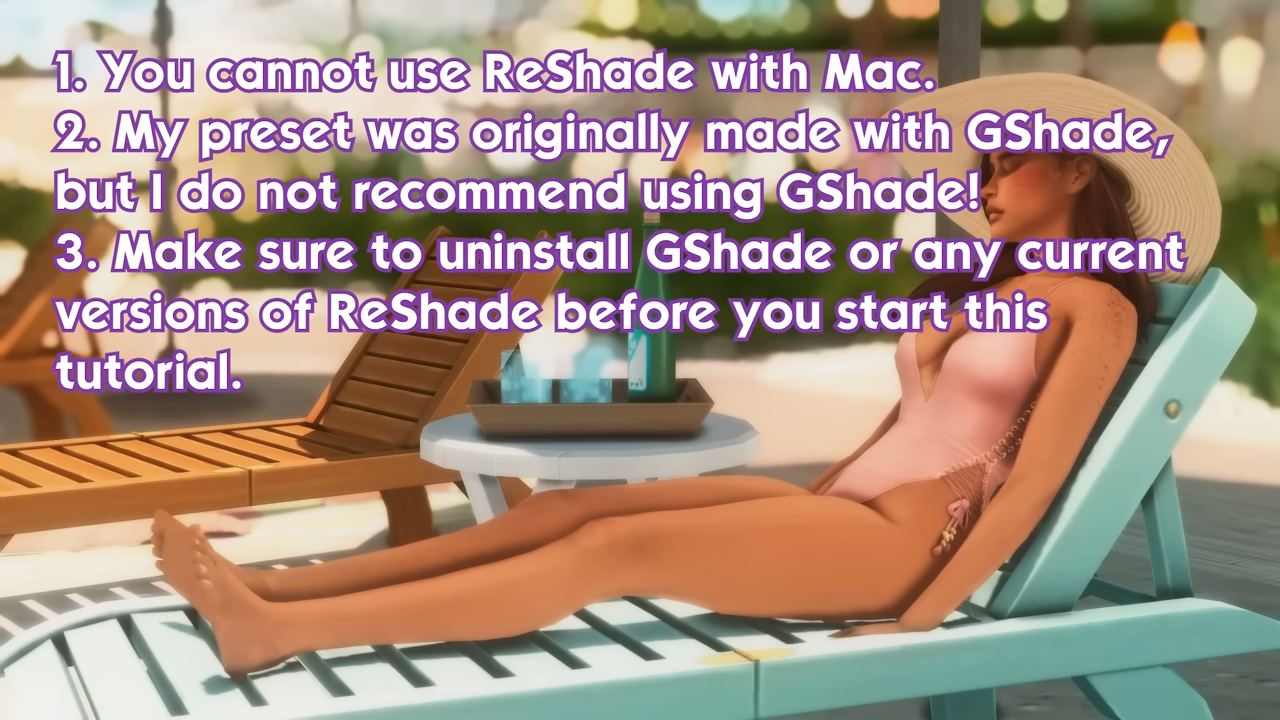 1. You cannot use ReShade with Mac.
2. My preset was originally made with GShade,
but I do not recommend using GShade!
3. Make sure to uninstall GShade or any current
versions of ReShade before you start this
tutorial.